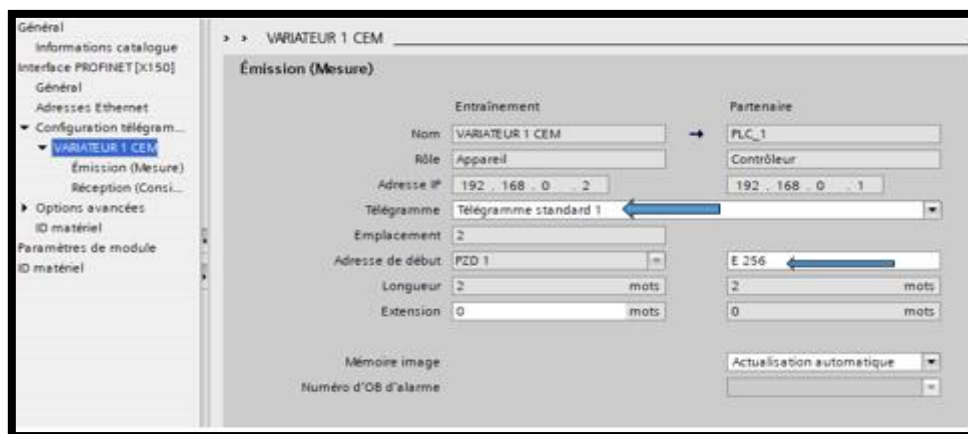 Général
Informations catalogue
Interface PROFINET [X150]
Général
Adresses Ethernet
Configuration télégram...
VARIATEUR 1 CEM
Émission (Mesure)
Réception (Consi...
Options avancées
ID matériel
Paramètres de module
ID matériel
VARIATEUR 1 CEM
Émission (Mesure)
Entraînement Partenaire
Nom VARIATEUR 1 CEM PLC_1
Rôle Appareil Contrôleur
Adresse IP 192 . 168 . 0 . 2 192 . 168 . 0 . 1
Télégramme Télégramme standard 1
Emplacement 2
Adresse de début PZD 1 E 256
Longueur 2 mots 2 mots
Extension 0 mots 0 mots
Mémoire image Actualisation automatique
Numéro d'OB d'alarme